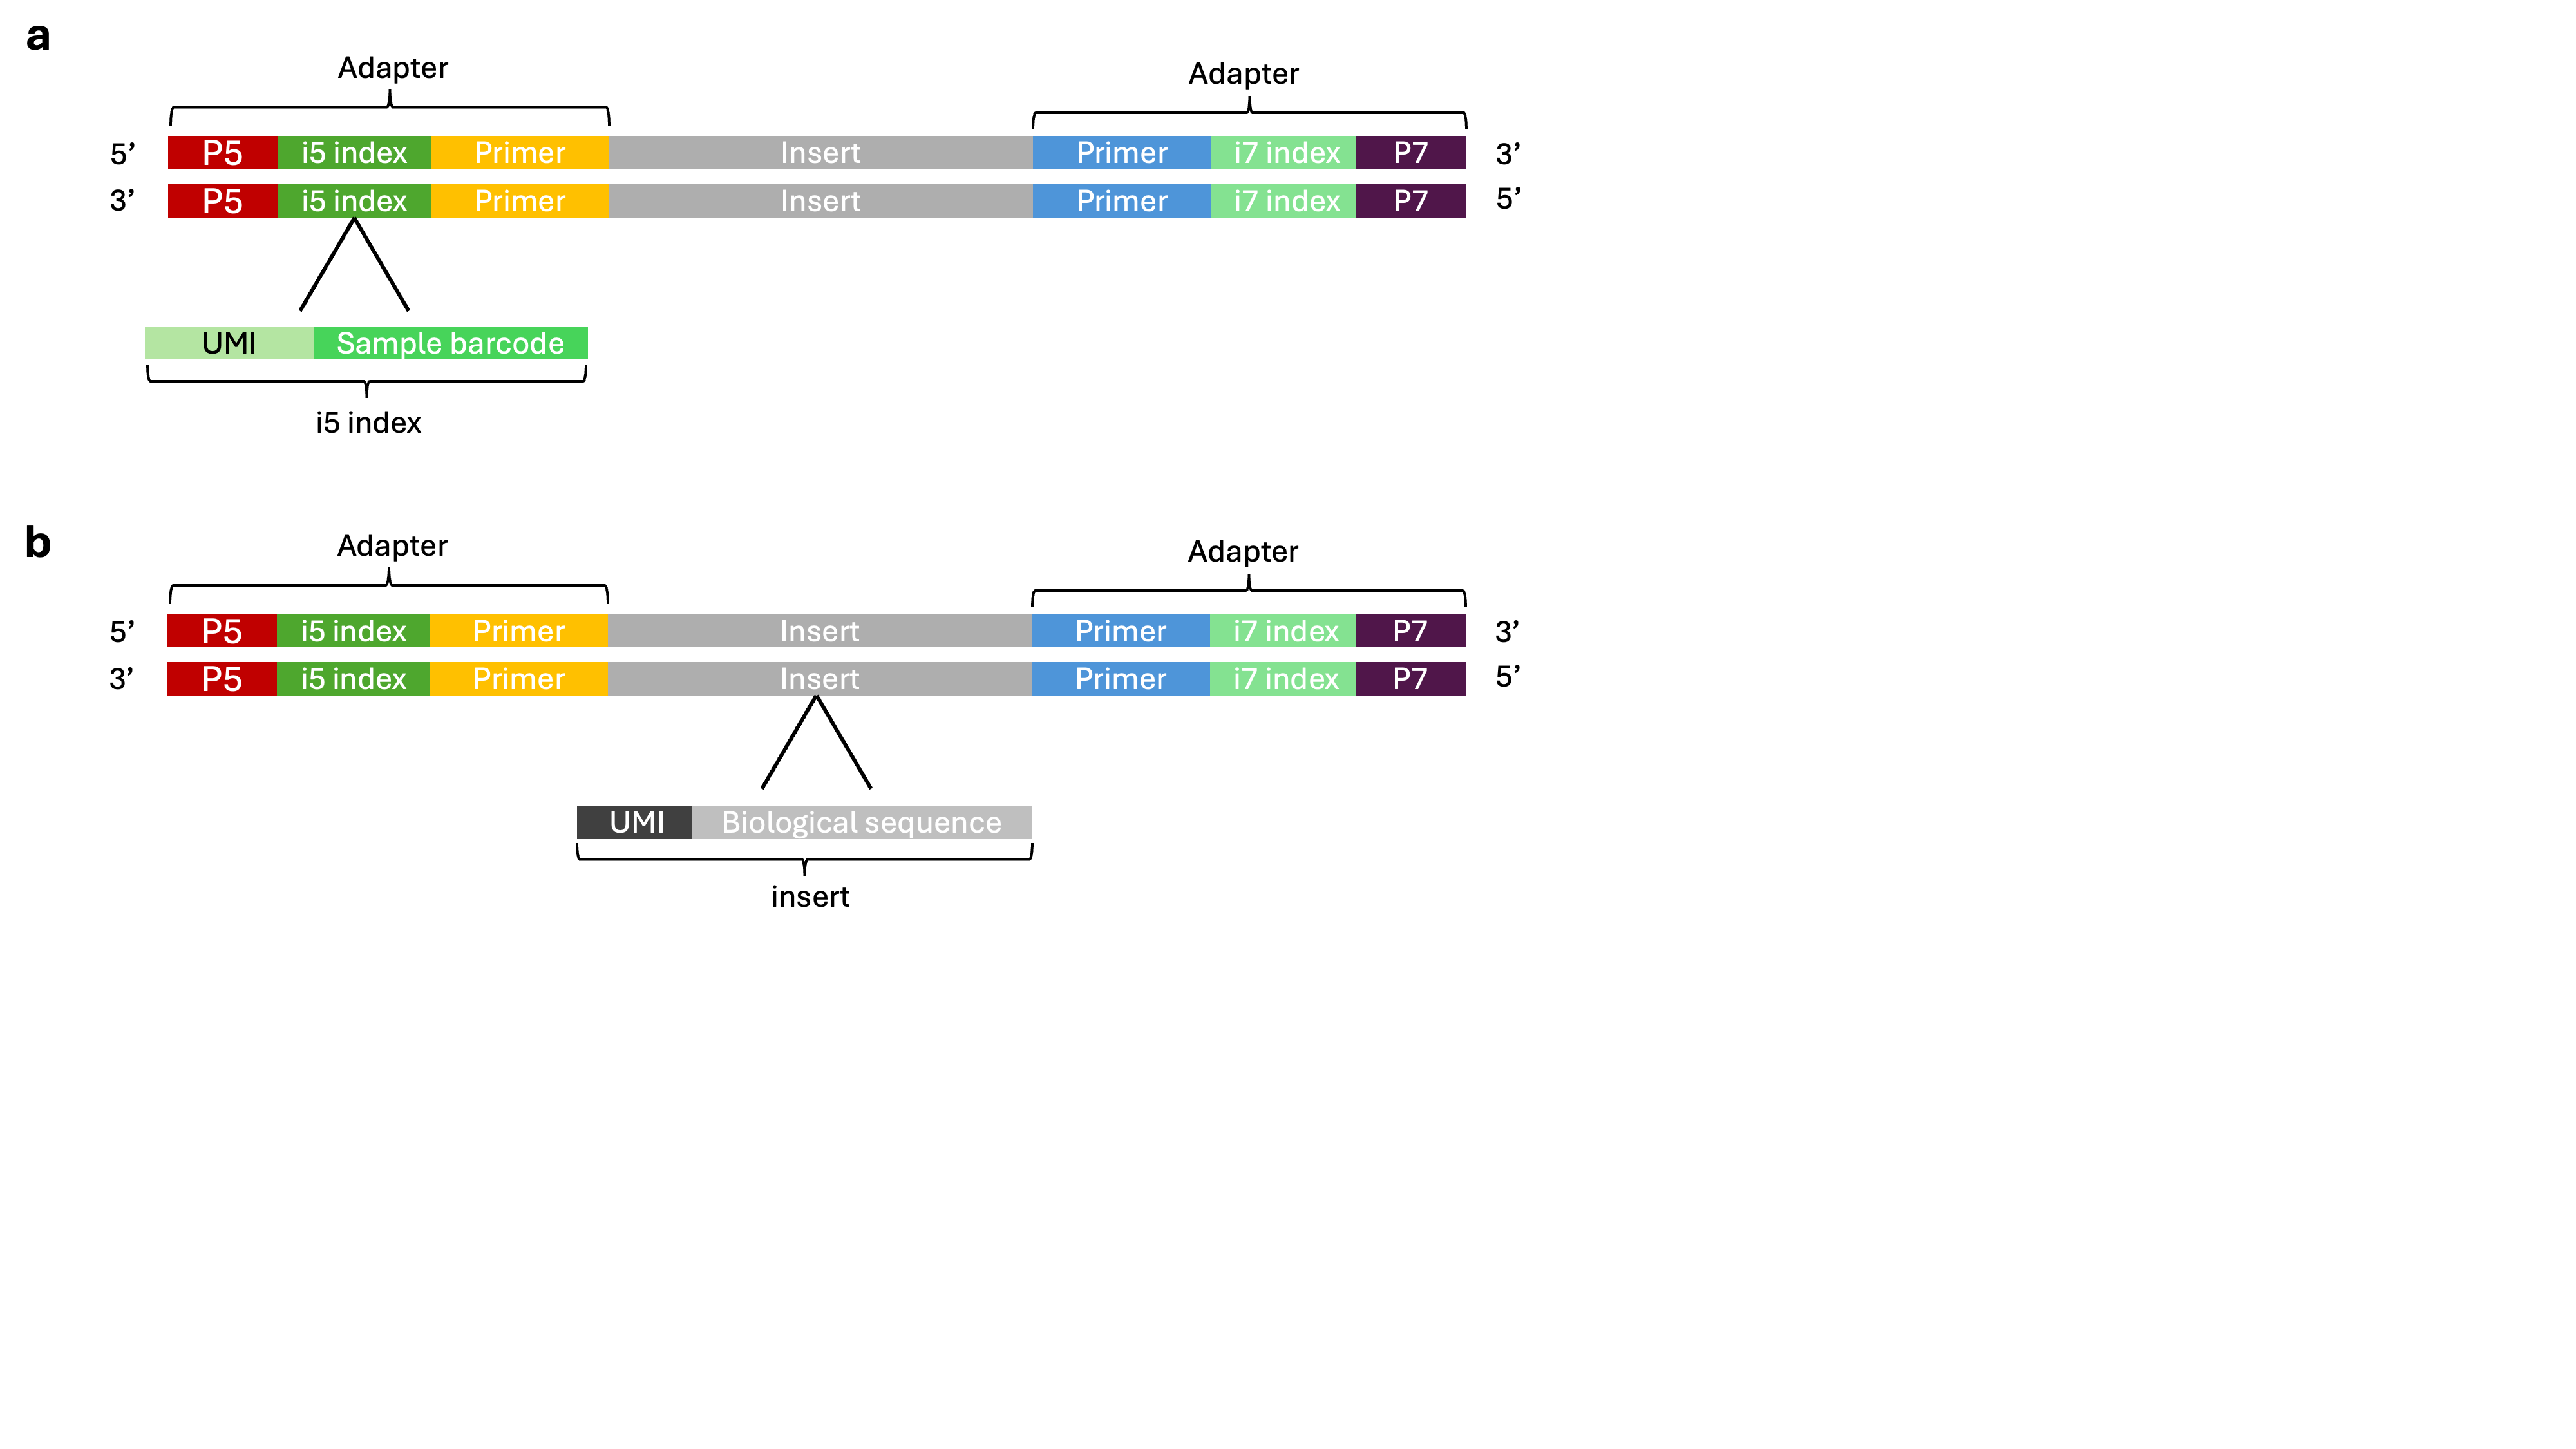 a
Adapter
Adapter
5’ P5 i5 index Primer Insert Primer i7 index P7 3’
3’ P5 i5 index Primer Insert Primer i7 index P7 5’
UMI Sample barcode
i5 index
b
Adapter
Adapter
5’ P5 i5 index Primer Insert Primer i7 index P7 3’
3’ P5 i5 index Primer Insert Primer i7 index P7 5’
UMI Biological sequence
insert